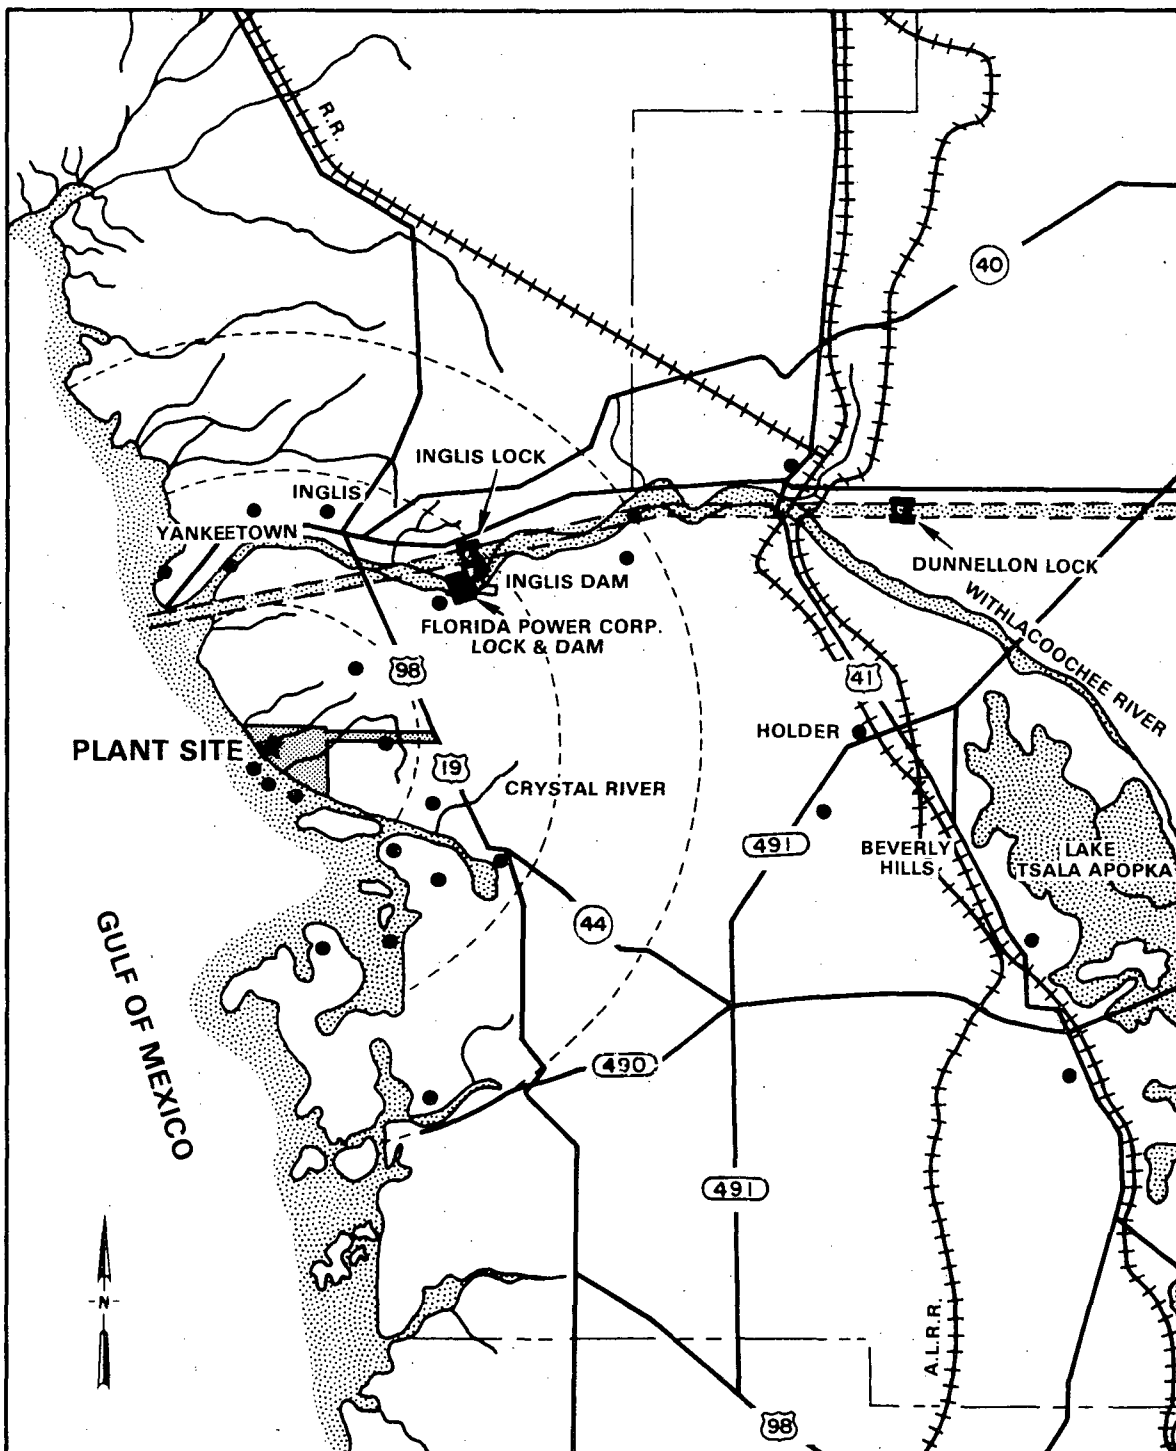 R.R.
40
INGLIS LOCK
INGLIS
YANKEETOWN
INGLIS DAM
DUNNELLON LOCK
FLORIDA POWER CORP.
LOCK & DAM
WITHLACOOCHEE RIVER
98
41
HOLDER
PLANT SITE
19
CRYSTAL RIVER
491
BEVERLY
HILLS
LAKE
TSALA APOPKA
44
GULF OF MEXICO
490
491
N
A.L.R.R.
98